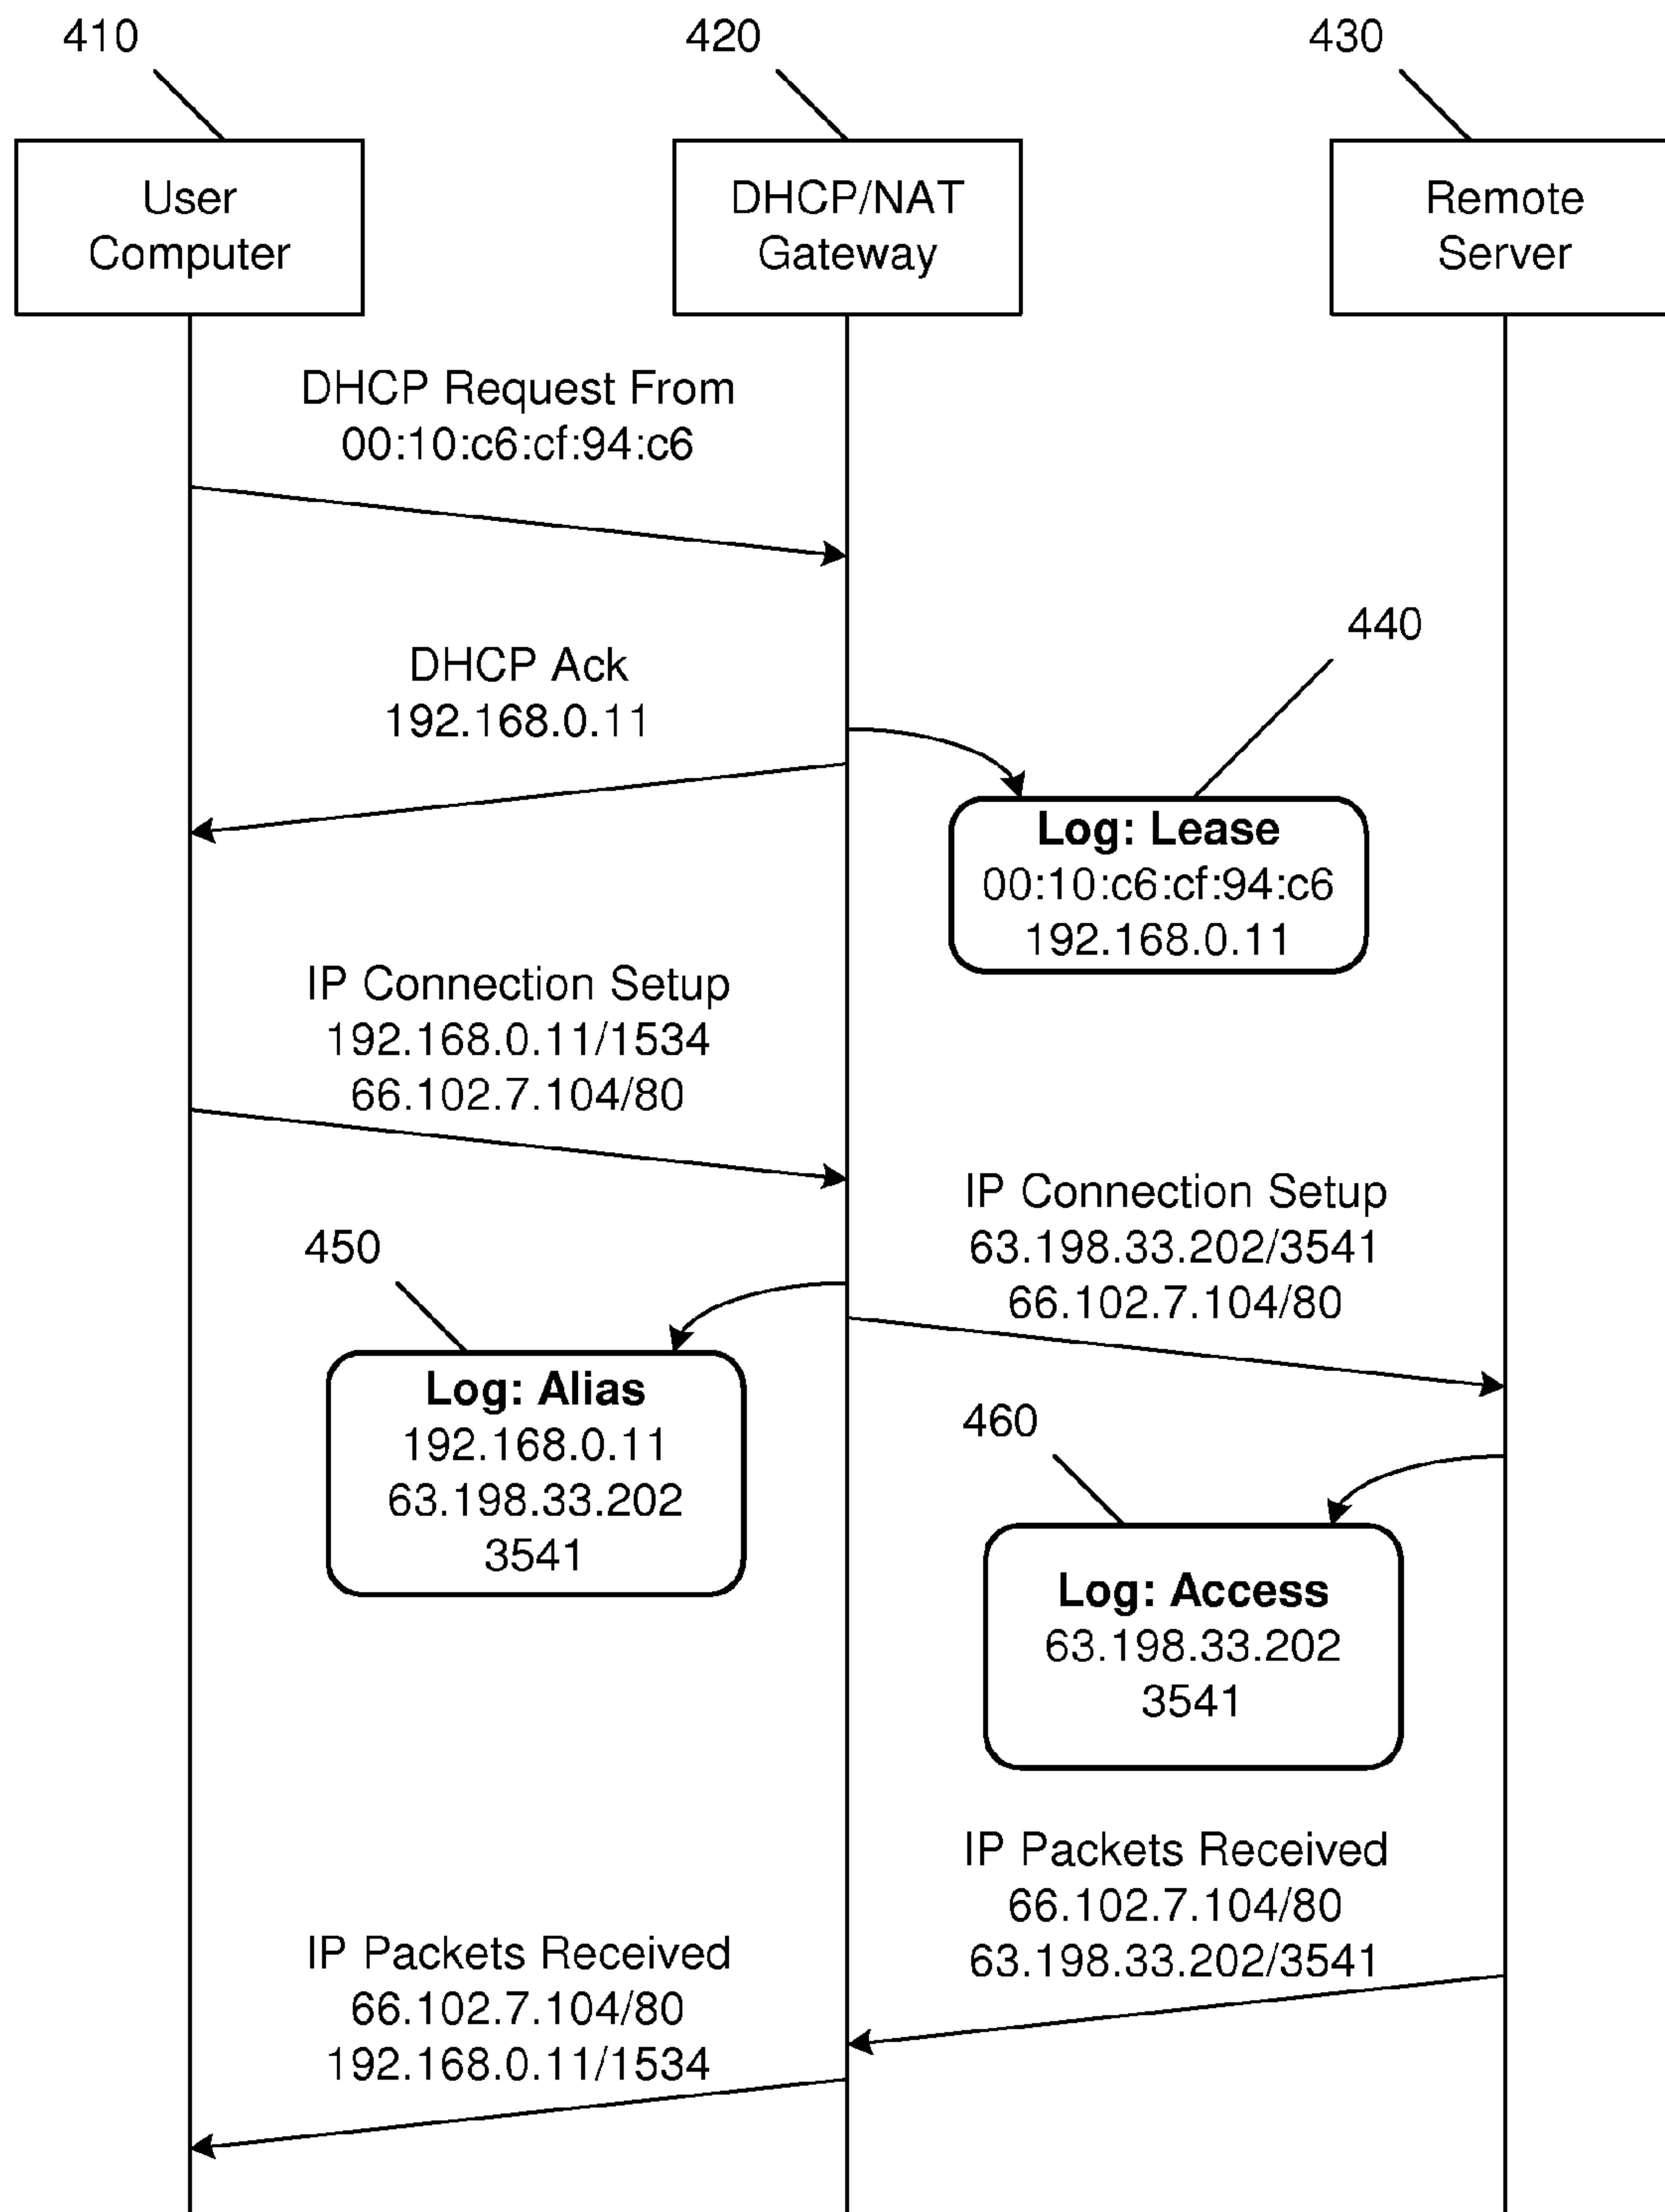 410
420
430
User
Computer
DHCP/NAT
Gateway
Remote
Server
DHCP Request From
00:10:c6:cf:94:c6
440
DHCP Ack
192.168.0.11
Log: Lease
00:10:c6:cf:94:c6
192.168.0.11
IP Connection Setup
192.168.0.11/1534
66.102.7.104/80
IP Connection Setup
63.198.33.202/3541
66.102.7.104/80
450
Log: Alias
192.168.0.11
63.198.33.202
3541
460
Log: Access
63.198.33.202
3541
IP Packets Received
66.102.7.104/80
63.198.33.202/3541
IP Packets Received
66.102.7.104/80
192.168.0.11/1534